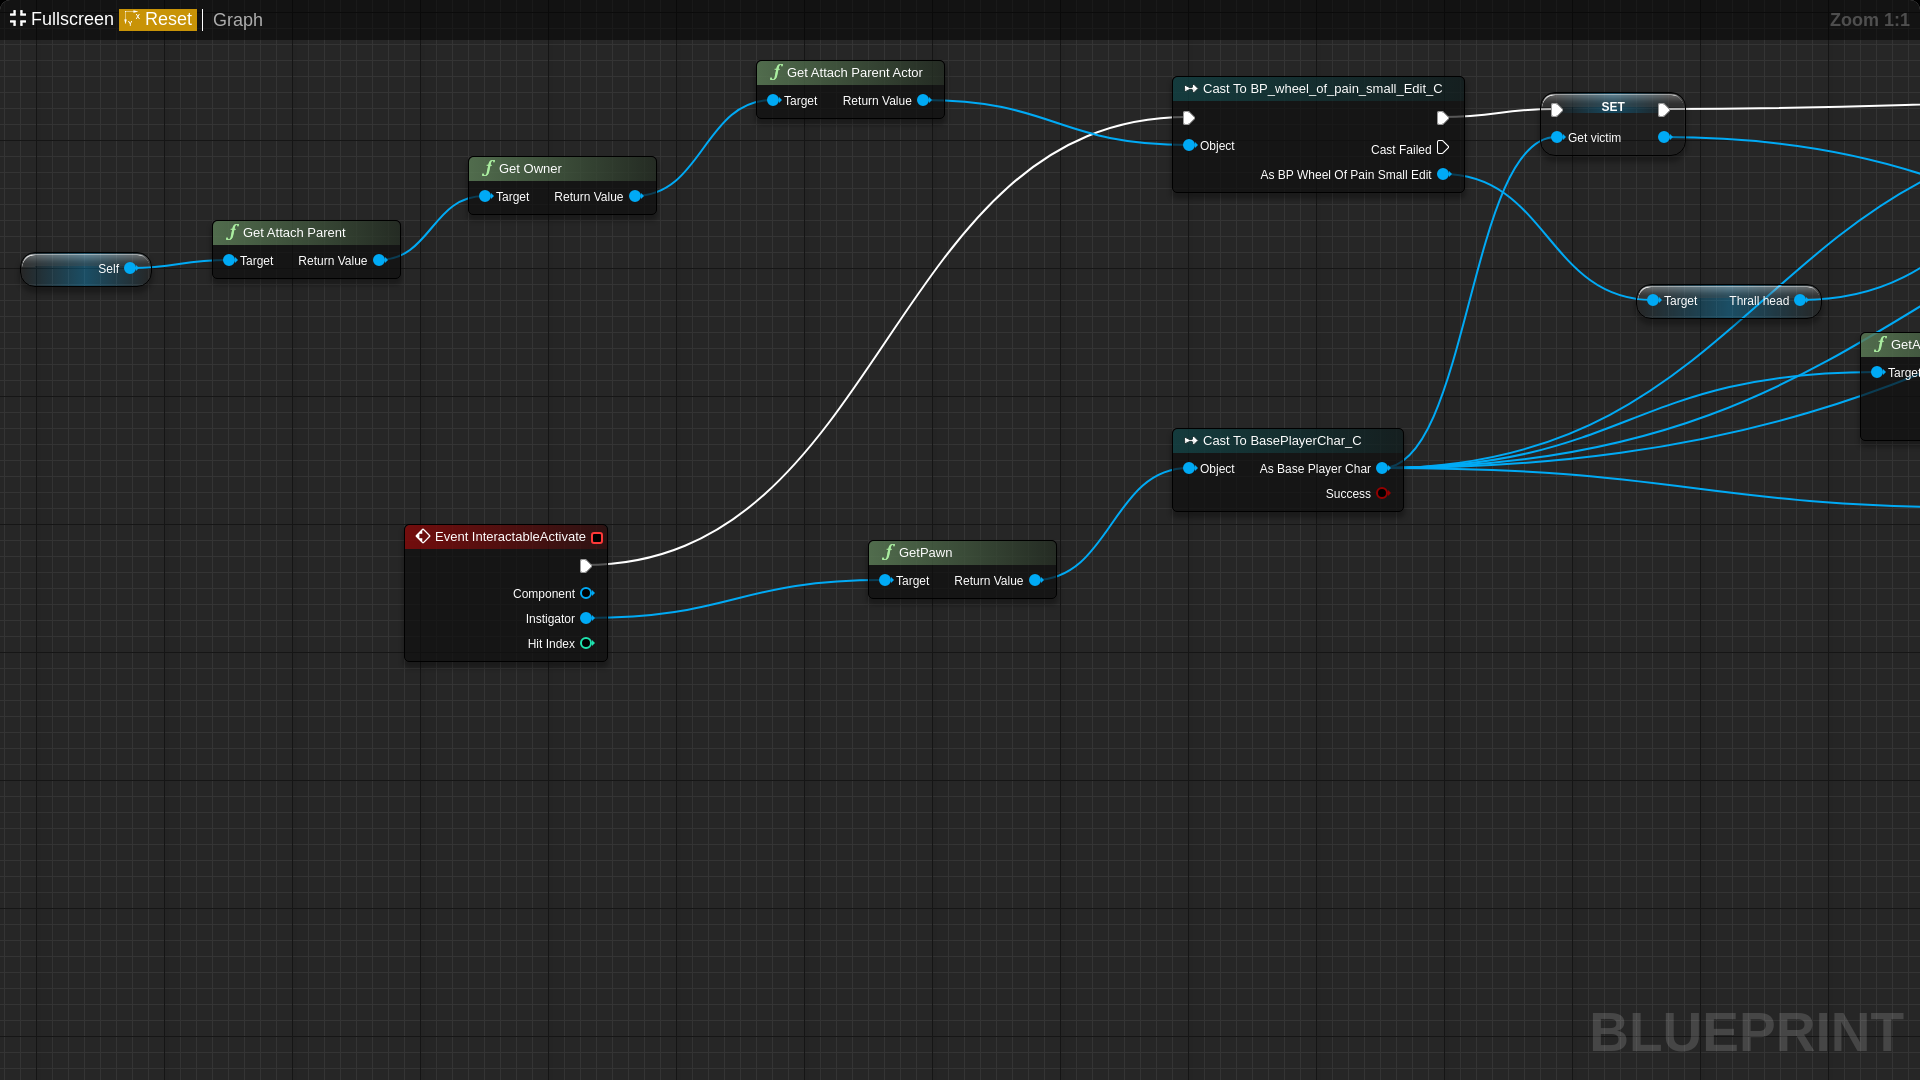 Fullscreen Reset Graph
Zoom 1:1
Get Attach Parent Actor
Target Return Value
Cast To BP_wheel_of_pain_small_Edit_C
Object
Cast Failed
As BP Wheel Of Pain Small Edit
SET
Get victim
Get Owner
Target Return Value
Get Attach Parent
Target Return Value
Self
Target Thrall head
GetA
Target
Cast To BasePlayerChar_C
Object As Base Player Char
Success
Event InteractableActivate
Component
Instigator
Hit Index
GetPawn
Target Return Value
BLUEPRINT